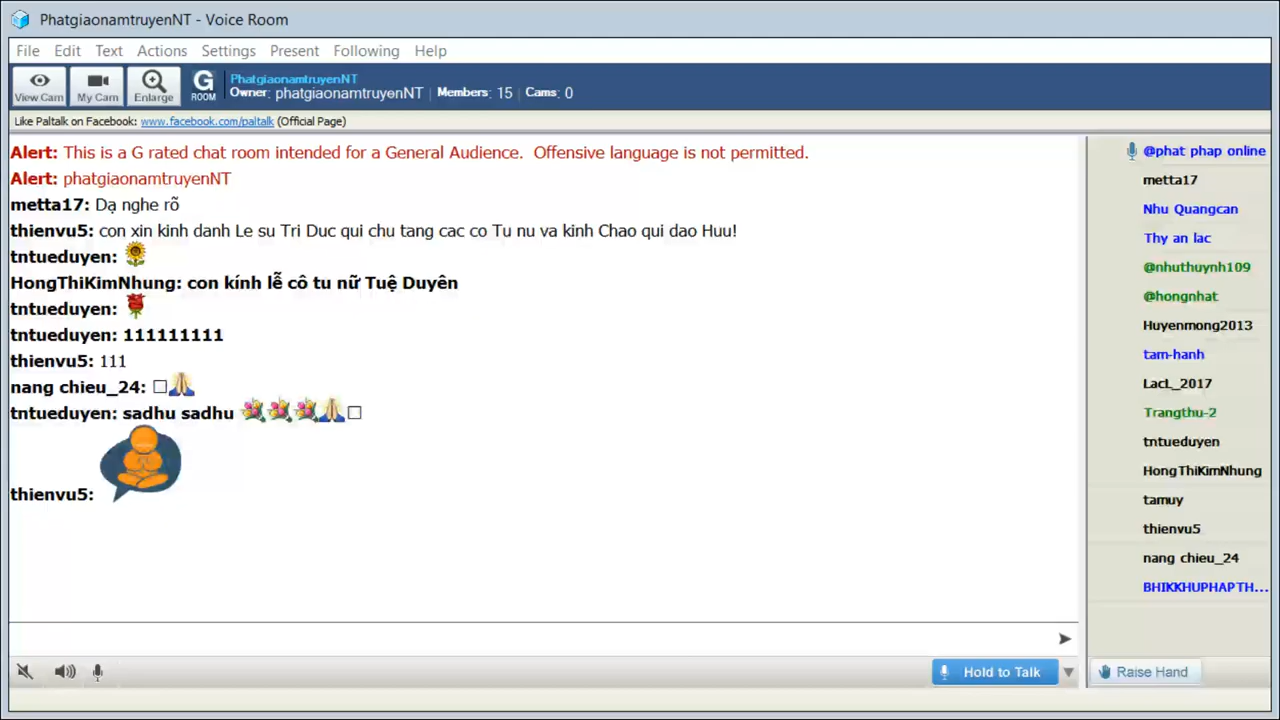 PhatgiaonamtruyenNT - Voice Room
File Edit Text Actions Settings Present Following Help
View Cam My Cam Enlarge G ROOM
PhatgiaonamtruyenNT
Owner: phatgiaonamtruyenNT | Members: 15 | Cams: 0
Like Paltalk on Facebook: www.facebook.com/paltalk (Official Page)
Alert: This is a G rated chat room intended for a General Audience.  Offensive language is not permitted.
Alert: phatgiaonamtruyenNT
metta17: Dạ nghe rõ
thienvu5: con xin kinh danh Le su Tri Duc qui chu tang cac co Tu nu va kinh Chao qui dao Huu!
tntueduyen:
HongThiKimNhung: con kính lễ cô tu nữ Tuệ Duyên
tntueduyen:
tntueduyen: 111111111
thienvu5: 111
nang chieu_24:
tntueduyen: sadhu sadhu
thienvu5:
@phat phap online
metta17
Nhu Quangcan
Thy an lac
@nhuthuynh109
@hongnhat
Huyenmong2013
tam-hanh
LacL_2017
Trangthu-2
tntueduyen
HongThiKimNhung
tamuy
thienvu5
nang chieu_24
BHIKKHUPHAPTH...
Hold to Talk
Raise Hand